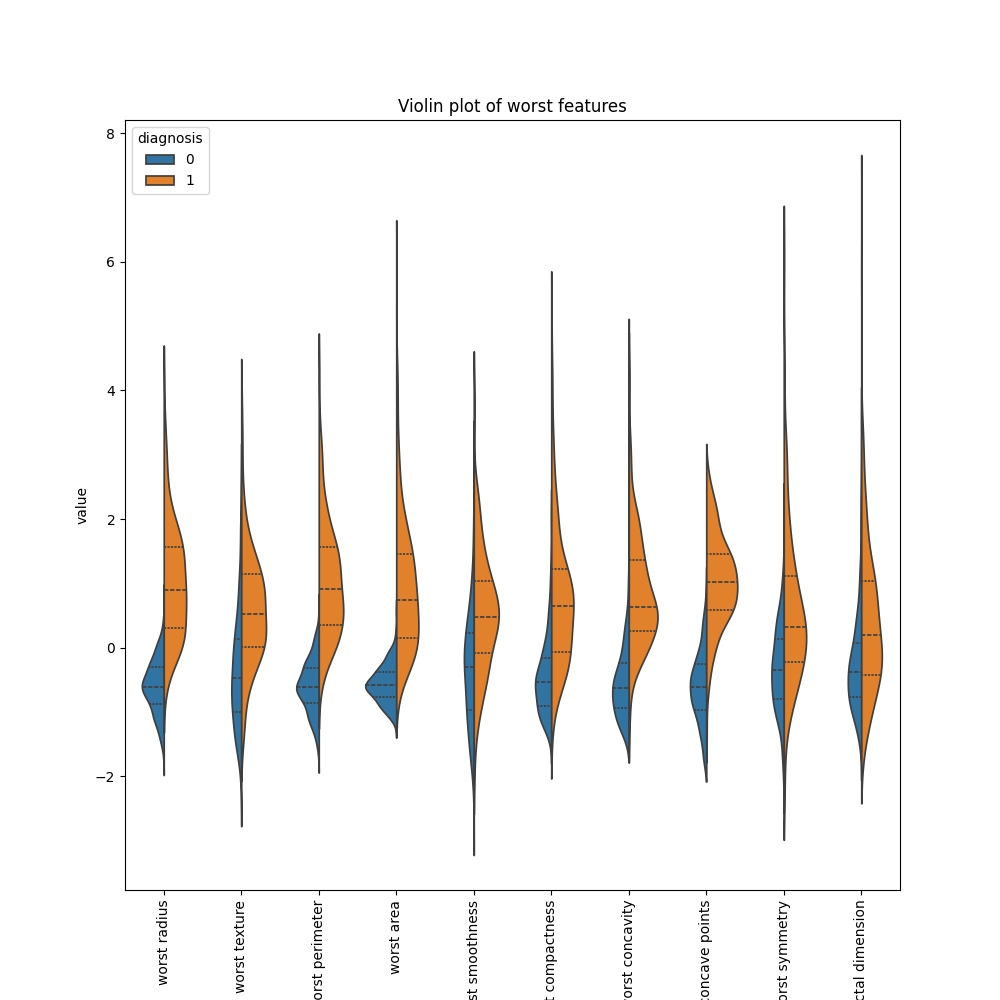 Violin plot of worst features
diagnosis
0
1
8
6
4
2
0
−2
value
worst radius
worst texture
orst perimeter
worst area
st smoothness
t compactness
orst concavity
concave points
orst symmetry
ctal dimension